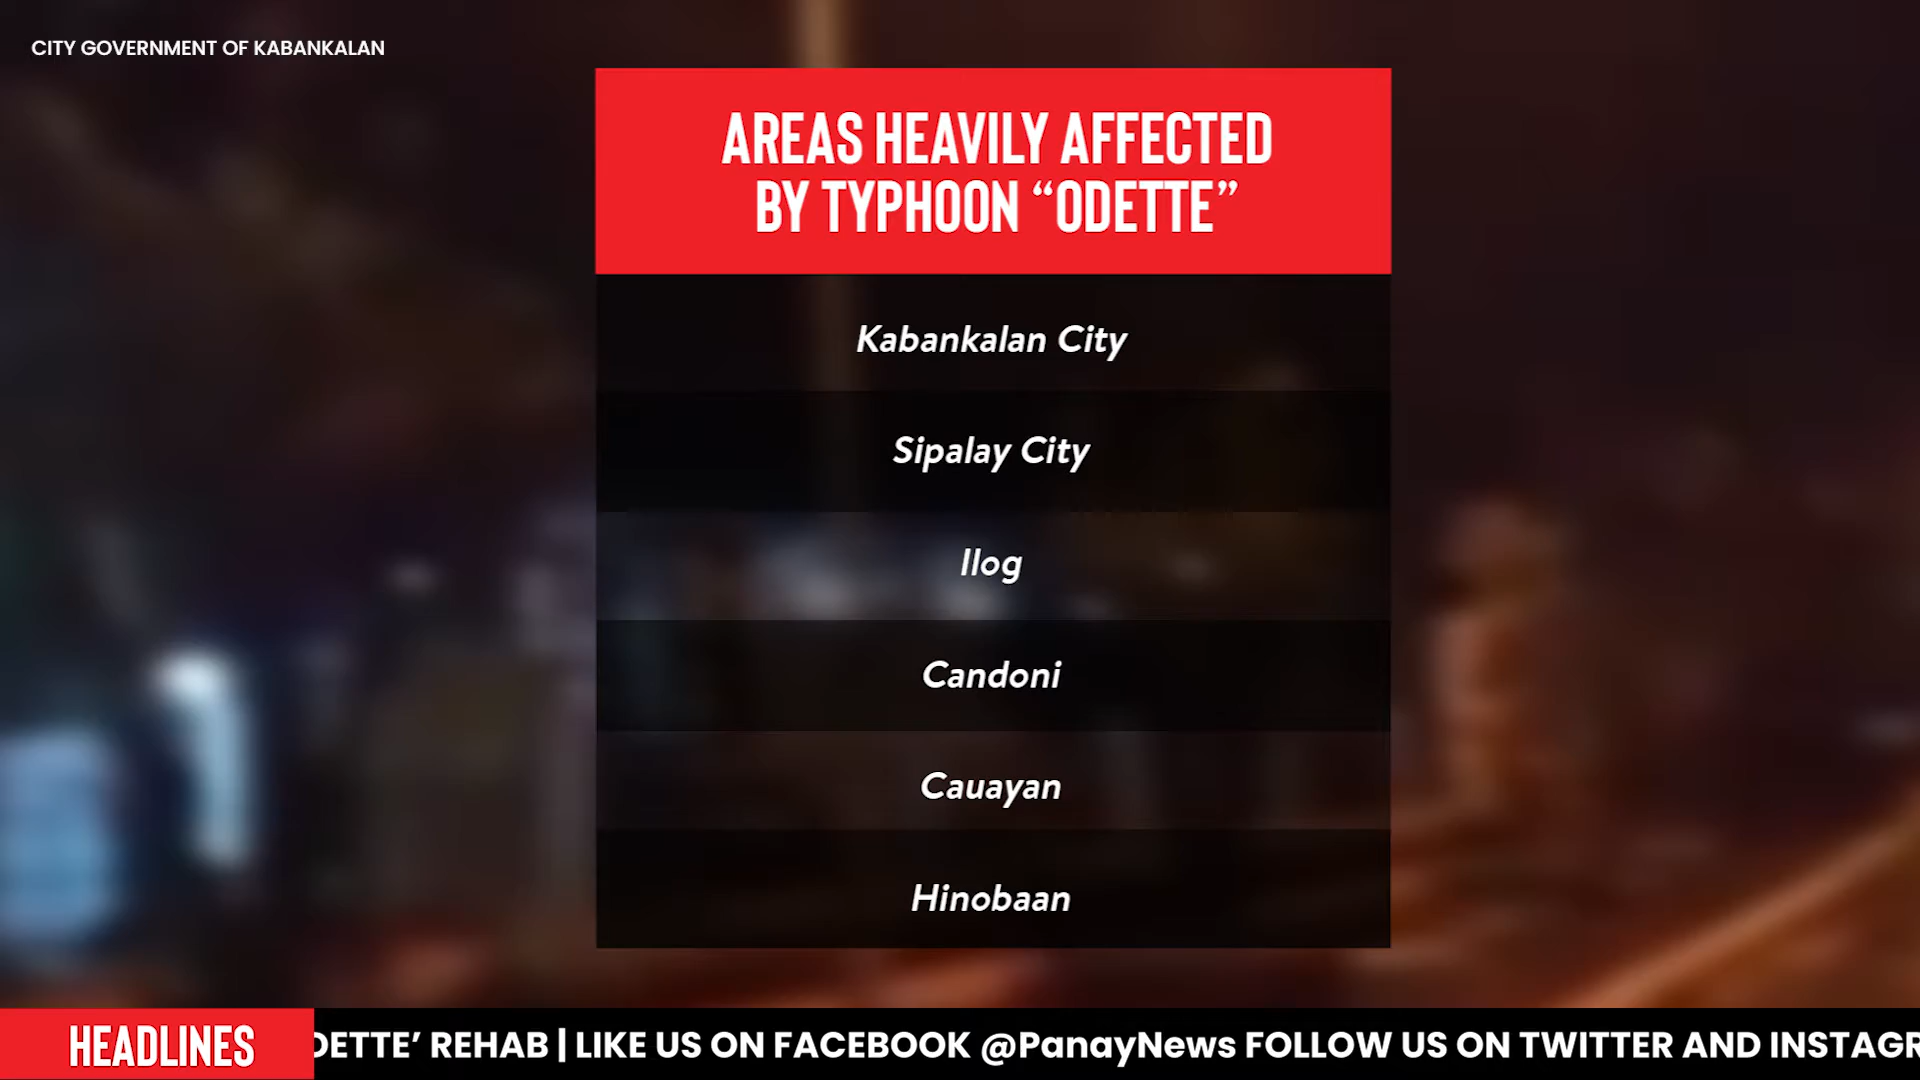 CITY GOVERNMENT OF KABANKALAN
AREAS HEAVILY AFFECTED
BY TYPHOON “ODETTE”
Kabankalan City
Sipalay City
Ilog
Candoni
Cauayan
Hinobaan
HEADLINES
DETTE’ REHAB | LIKE US ON FACEBOOK @PanayNews FOLLOW US ON TWITTER AND INSTAGR